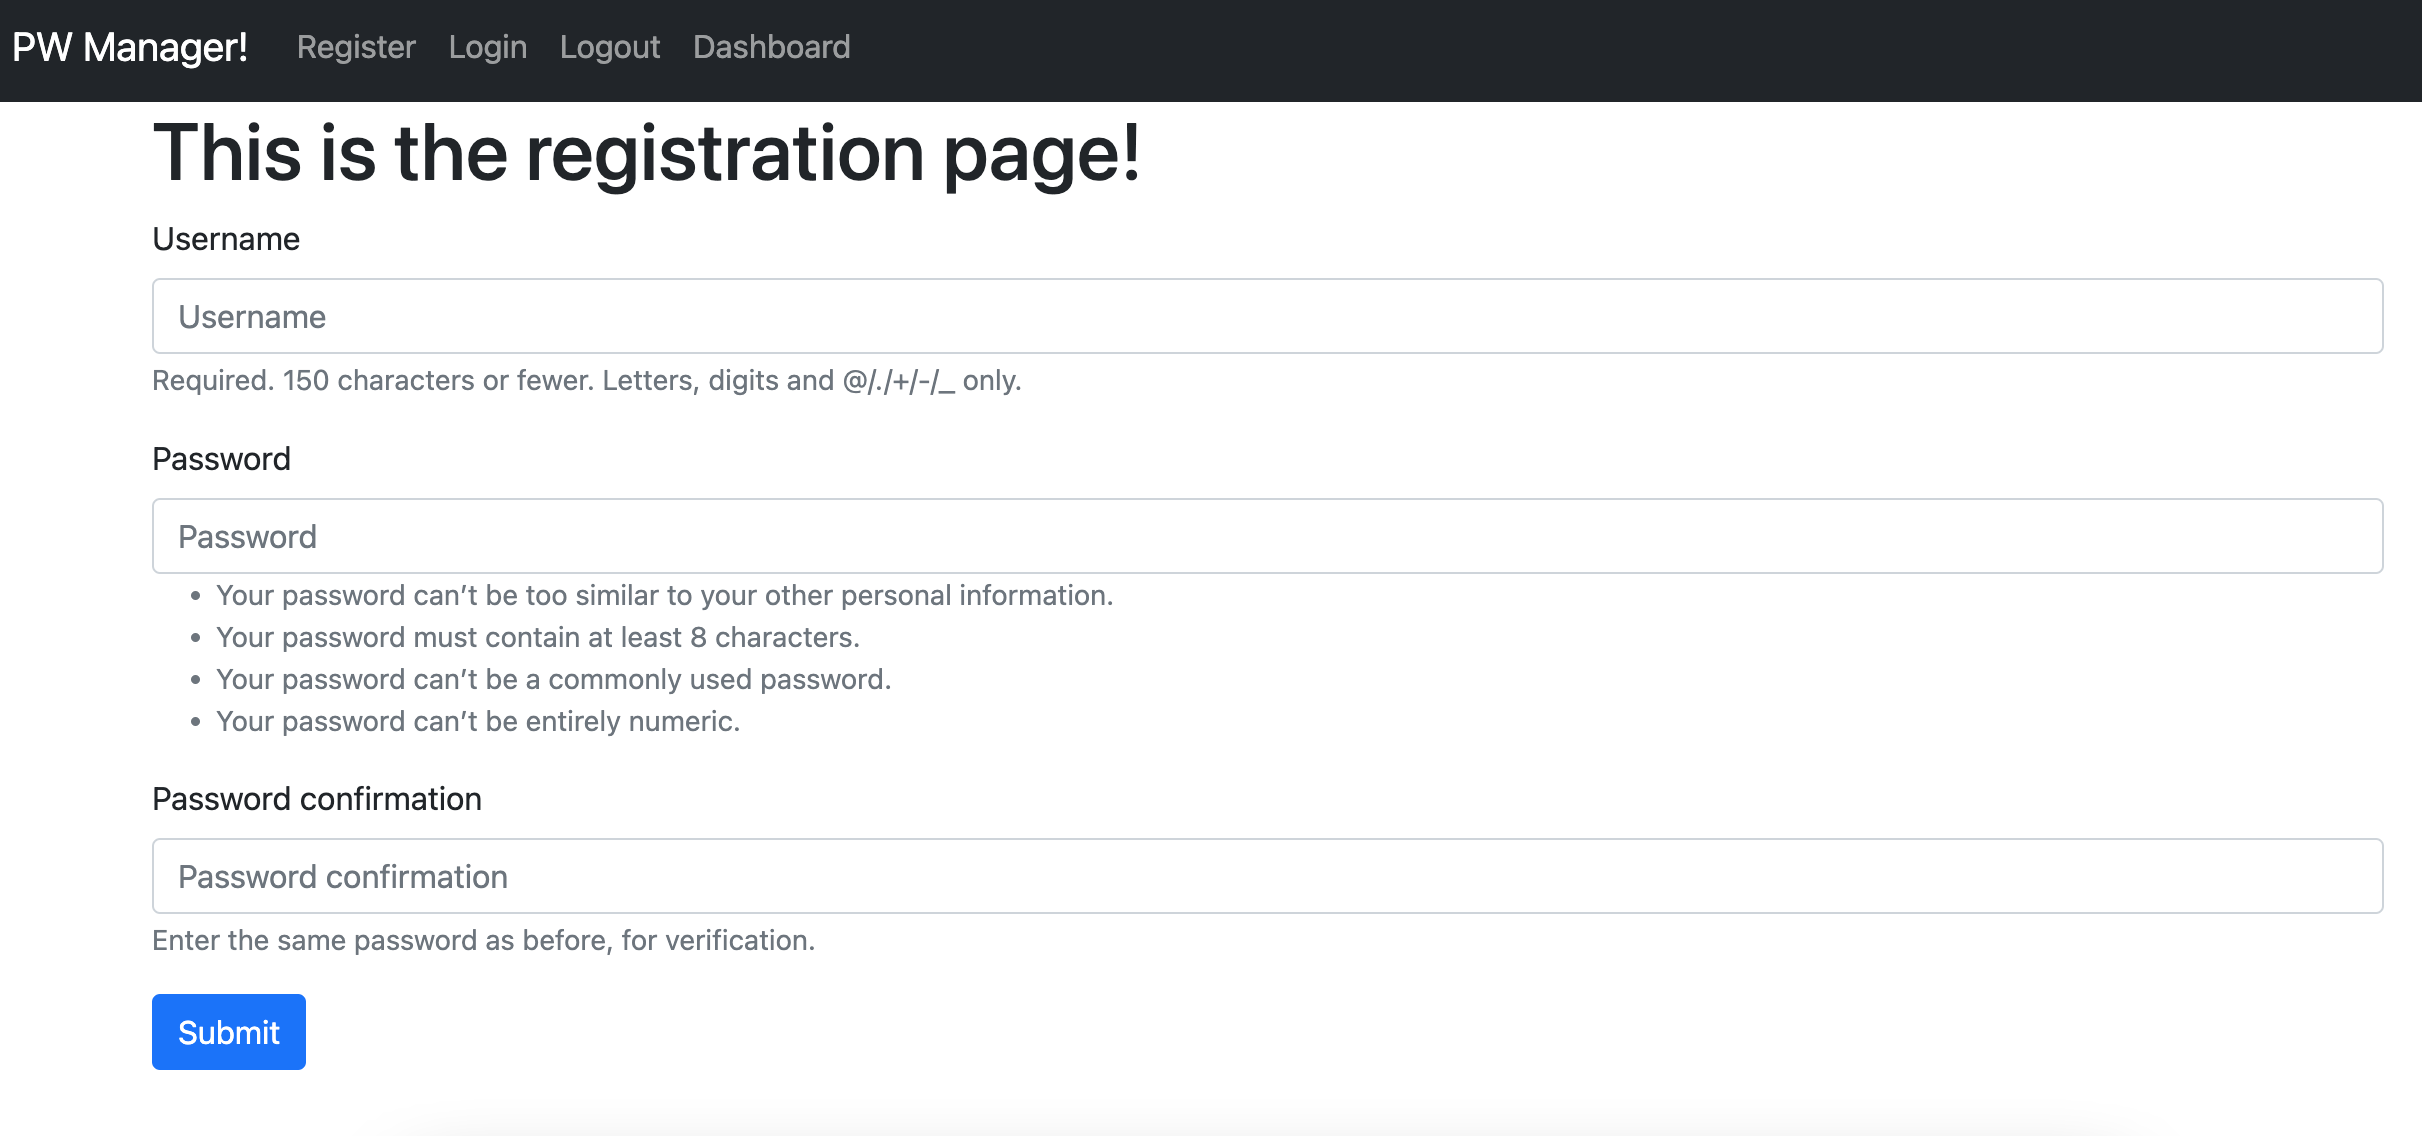 PW Manager! Register Login Logout Dashboard
This is the registration page!
Username
Username
Required. 150 characters or fewer. Letters, digits and @/./+/-/_ only.
Password
Password
• Your password can’t be too similar to your other personal information.
• Your password must contain at least 8 characters.
• Your password can’t be a commonly used password.
• Your password can’t be entirely numeric.
Password confirmation
Password confirmation
Enter the same password as before, for verification.
Submit